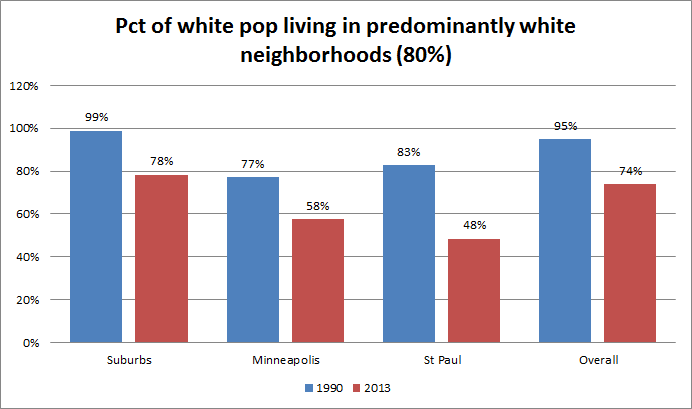 Pct of white pop living in predominantly white
neighborhoods (80%)
120%
100%
80%
60%
40%
20%
0%
99%
78%
77%
58%
83%
48%
95%
74%
Suburbs
Minneapolis
St Paul
Overall
1990
2013